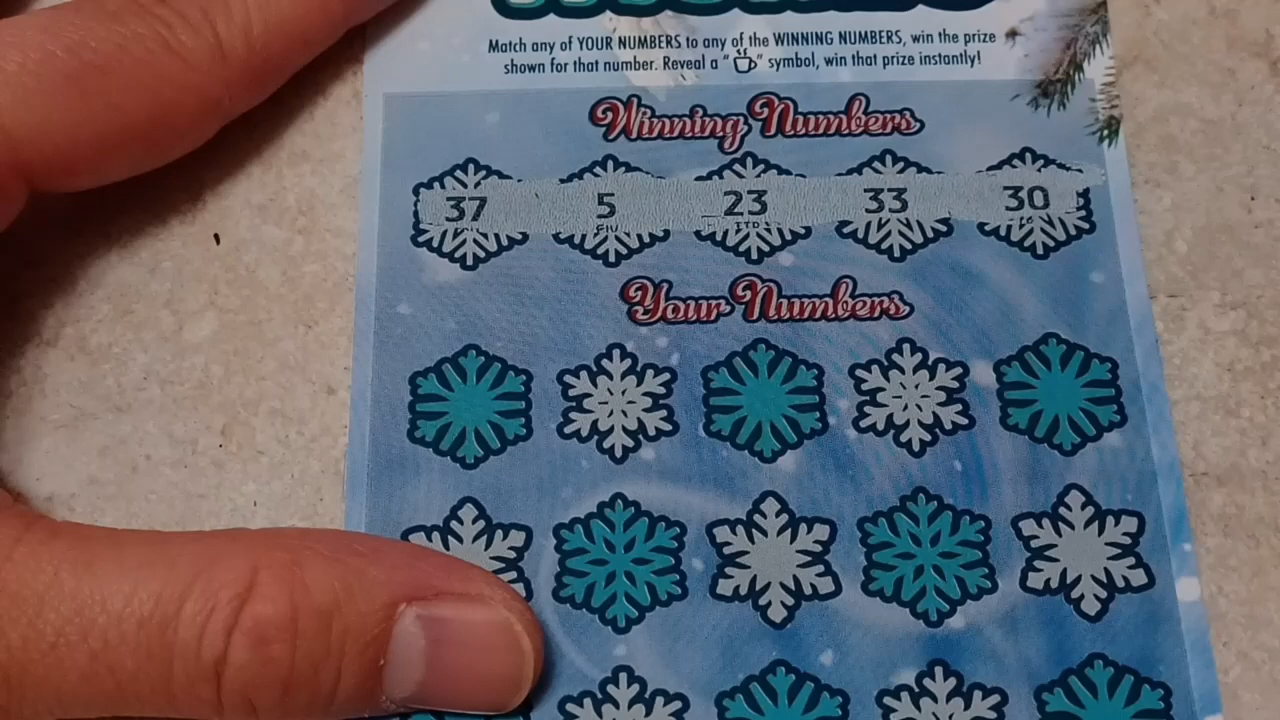 Match any of YOUR NUMBERS to any of the WINNING NUMBERS, win the prize
shown for that number. Reveal a " " symbol, win that prize instantly!
Winning Numbers
37 5 23 33 30
Your Numbers